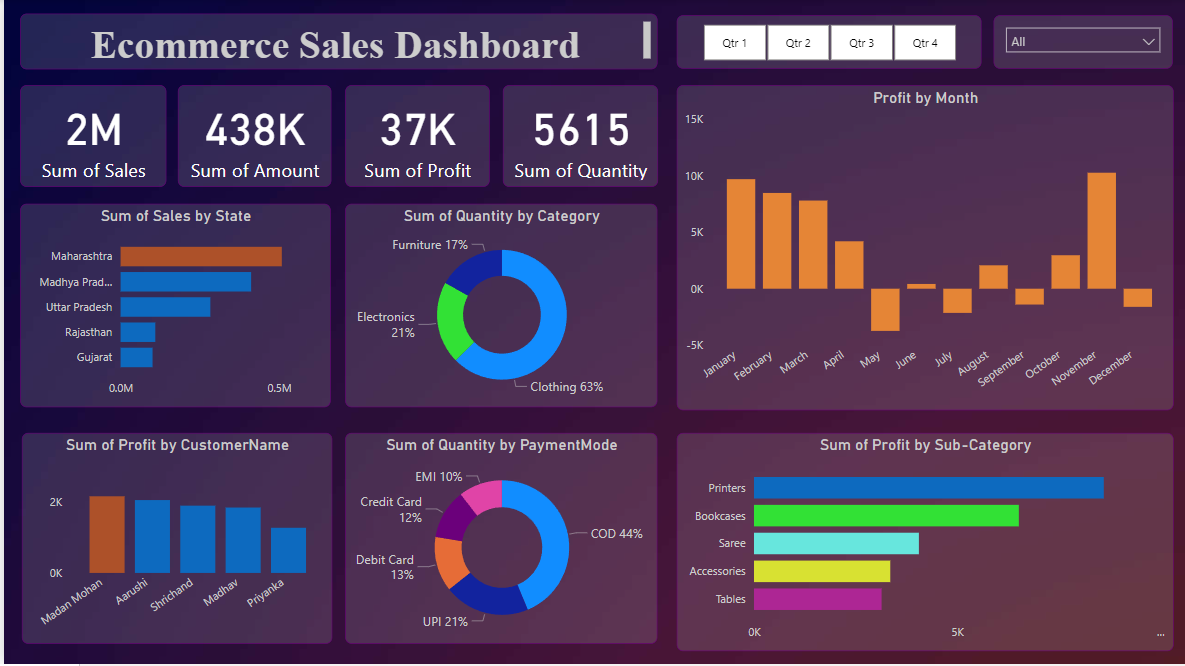 Ecommerce Sales Dashboard
Qtr 1 Qtr 2 Qtr 3 Qtr 4
All
2M
Sum of Sales
438K
Sum of Amount
37K
Sum of Profit
5615
Sum of Quantity
Profit by Month
15K
10K
5K
0K
-5K
January February March April May June July August September October November December
Sum of Sales by State
Maharashtra
Madhya Prad...
Uttar Pradesh
Rajasthan
Gujarat
0.0M 0.5M
Sum of Quantity by Category
Furniture 17%
Electronics
21%
Clothing 63%
Sum of Profit by CustomerName
2K
0K
Madan Mohan Aarushi Shrichand Madhav Priyanka
Sum of Quantity by PaymentMode
EMI 10%
Credit Card
12%
Debit Card
13%
UPI 21%
COD 44%
Sum of Profit by Sub-Category
Printers
Bookcases
Saree
Accessories
Tables
0K 5K ...